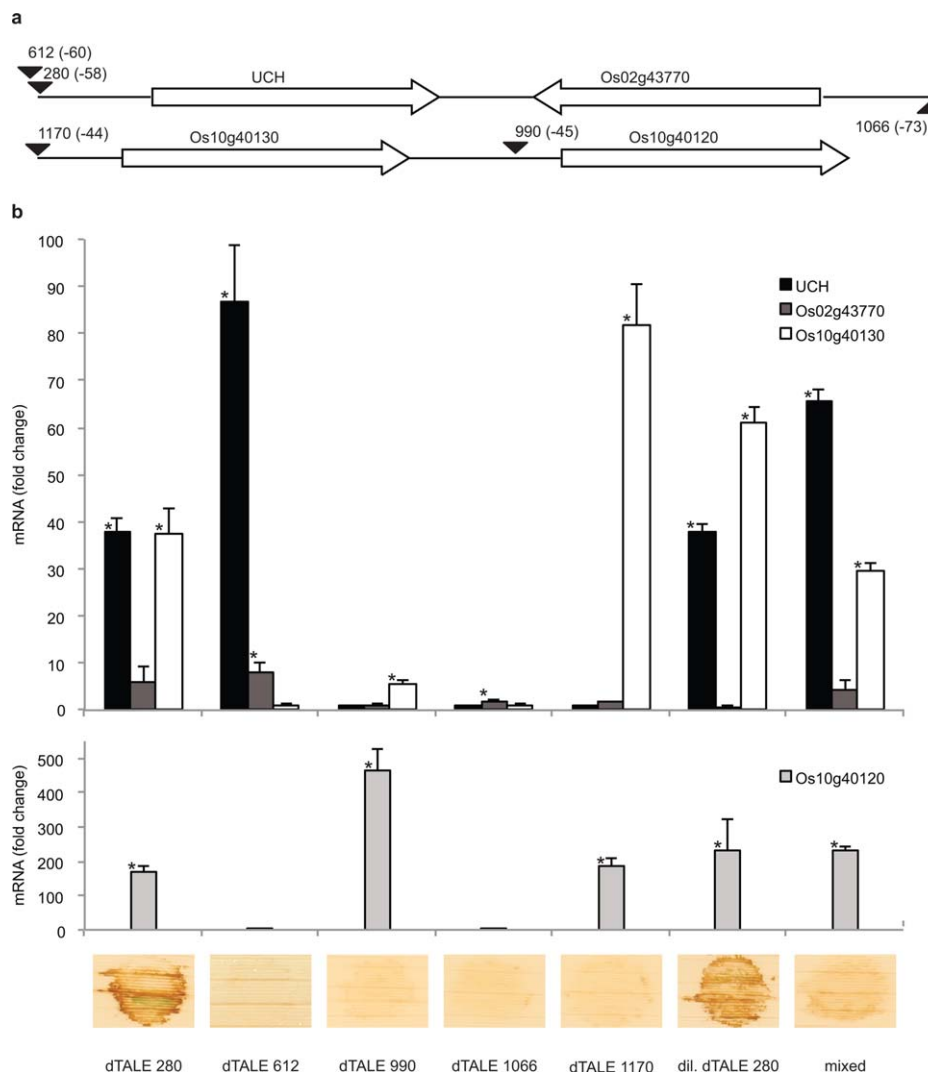 a
612 (-60)
280 (-58)
UCH
Os02g43770
1066 (-73)
1170 (-44)
Os10g40130
990 (-45)
Os10g40120
b
mRNA (fold change)
100
90
80
70
60
50
40
30
20
10
0
UCH
Os02g43770
Os10g40130
* * * * * * * * * * *
mRNA (fold change)
500
400
300
200
100
0
Os10g40120
* * * * *
dTALE 280 dTALE 612 dTALE 990 dTALE 1066 dTALE 1170 dil. dTALE 280 mixed